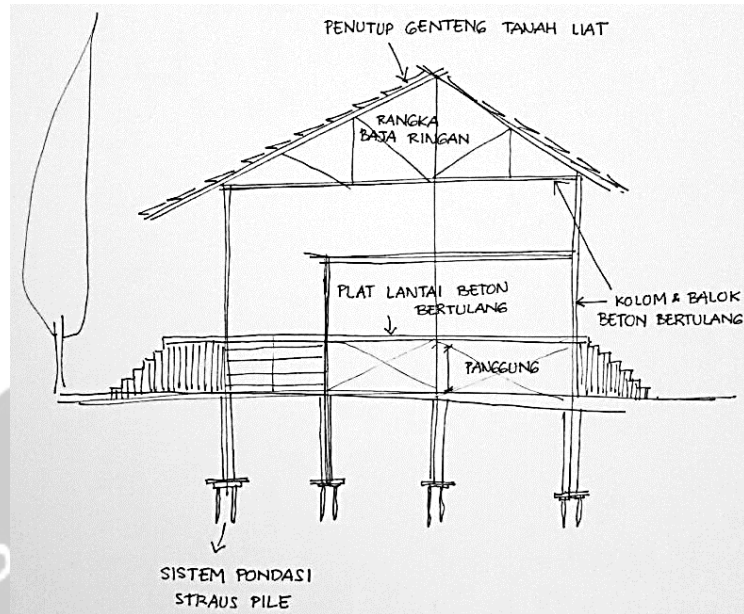 PENUTUP GENTENG TANAH LIAT
RANGKA
BAJA RINGAN
PLAT LANTAI BETON
BERTULANG
KOLOM & BALOK
BETON BERTULANG
PANGGUNG
SISTEM PONDASI
STRAUS PILE